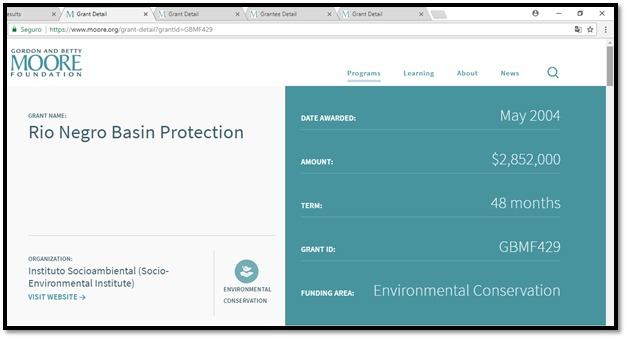 esults
Grant Detail
Grant Detail
Grantee Detail
Grant Detail
Seguro
https://www.moore.org/grant-detail?grantId=GBMF429
GORDON AND BETTY
MOORE
FOUNDATION
Programs
Learning
About
News
GRANT NAME:
Rio Negro Basin Protection
DATE AWARDED:
May 2004
AMOUNT:
$2,852,000
TERM:
48 months
GRANT ID:
GBMF429
FUNDING AREA:
Environmental Conservation
ORGANIZATION:
Instituto Socioambiental (Socio-
Environmental Institute)
VISIT WEBSITE →
ENVIRONMENTAL
CONSERVATION